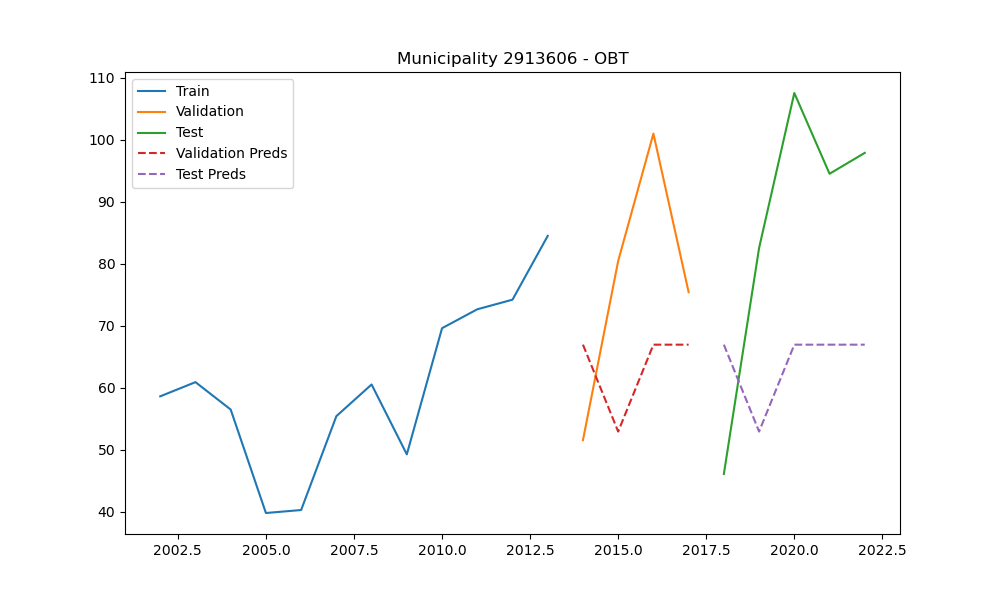 Municipality 2913606 - OBT
110
100
90
80
70
60
50
40
Train
Validation
Test
Validation Preds
Test Preds
2002.5 2005.0 2007.5 2010.0 2012.5 2015.0 2017.5 2020.0 2022.5